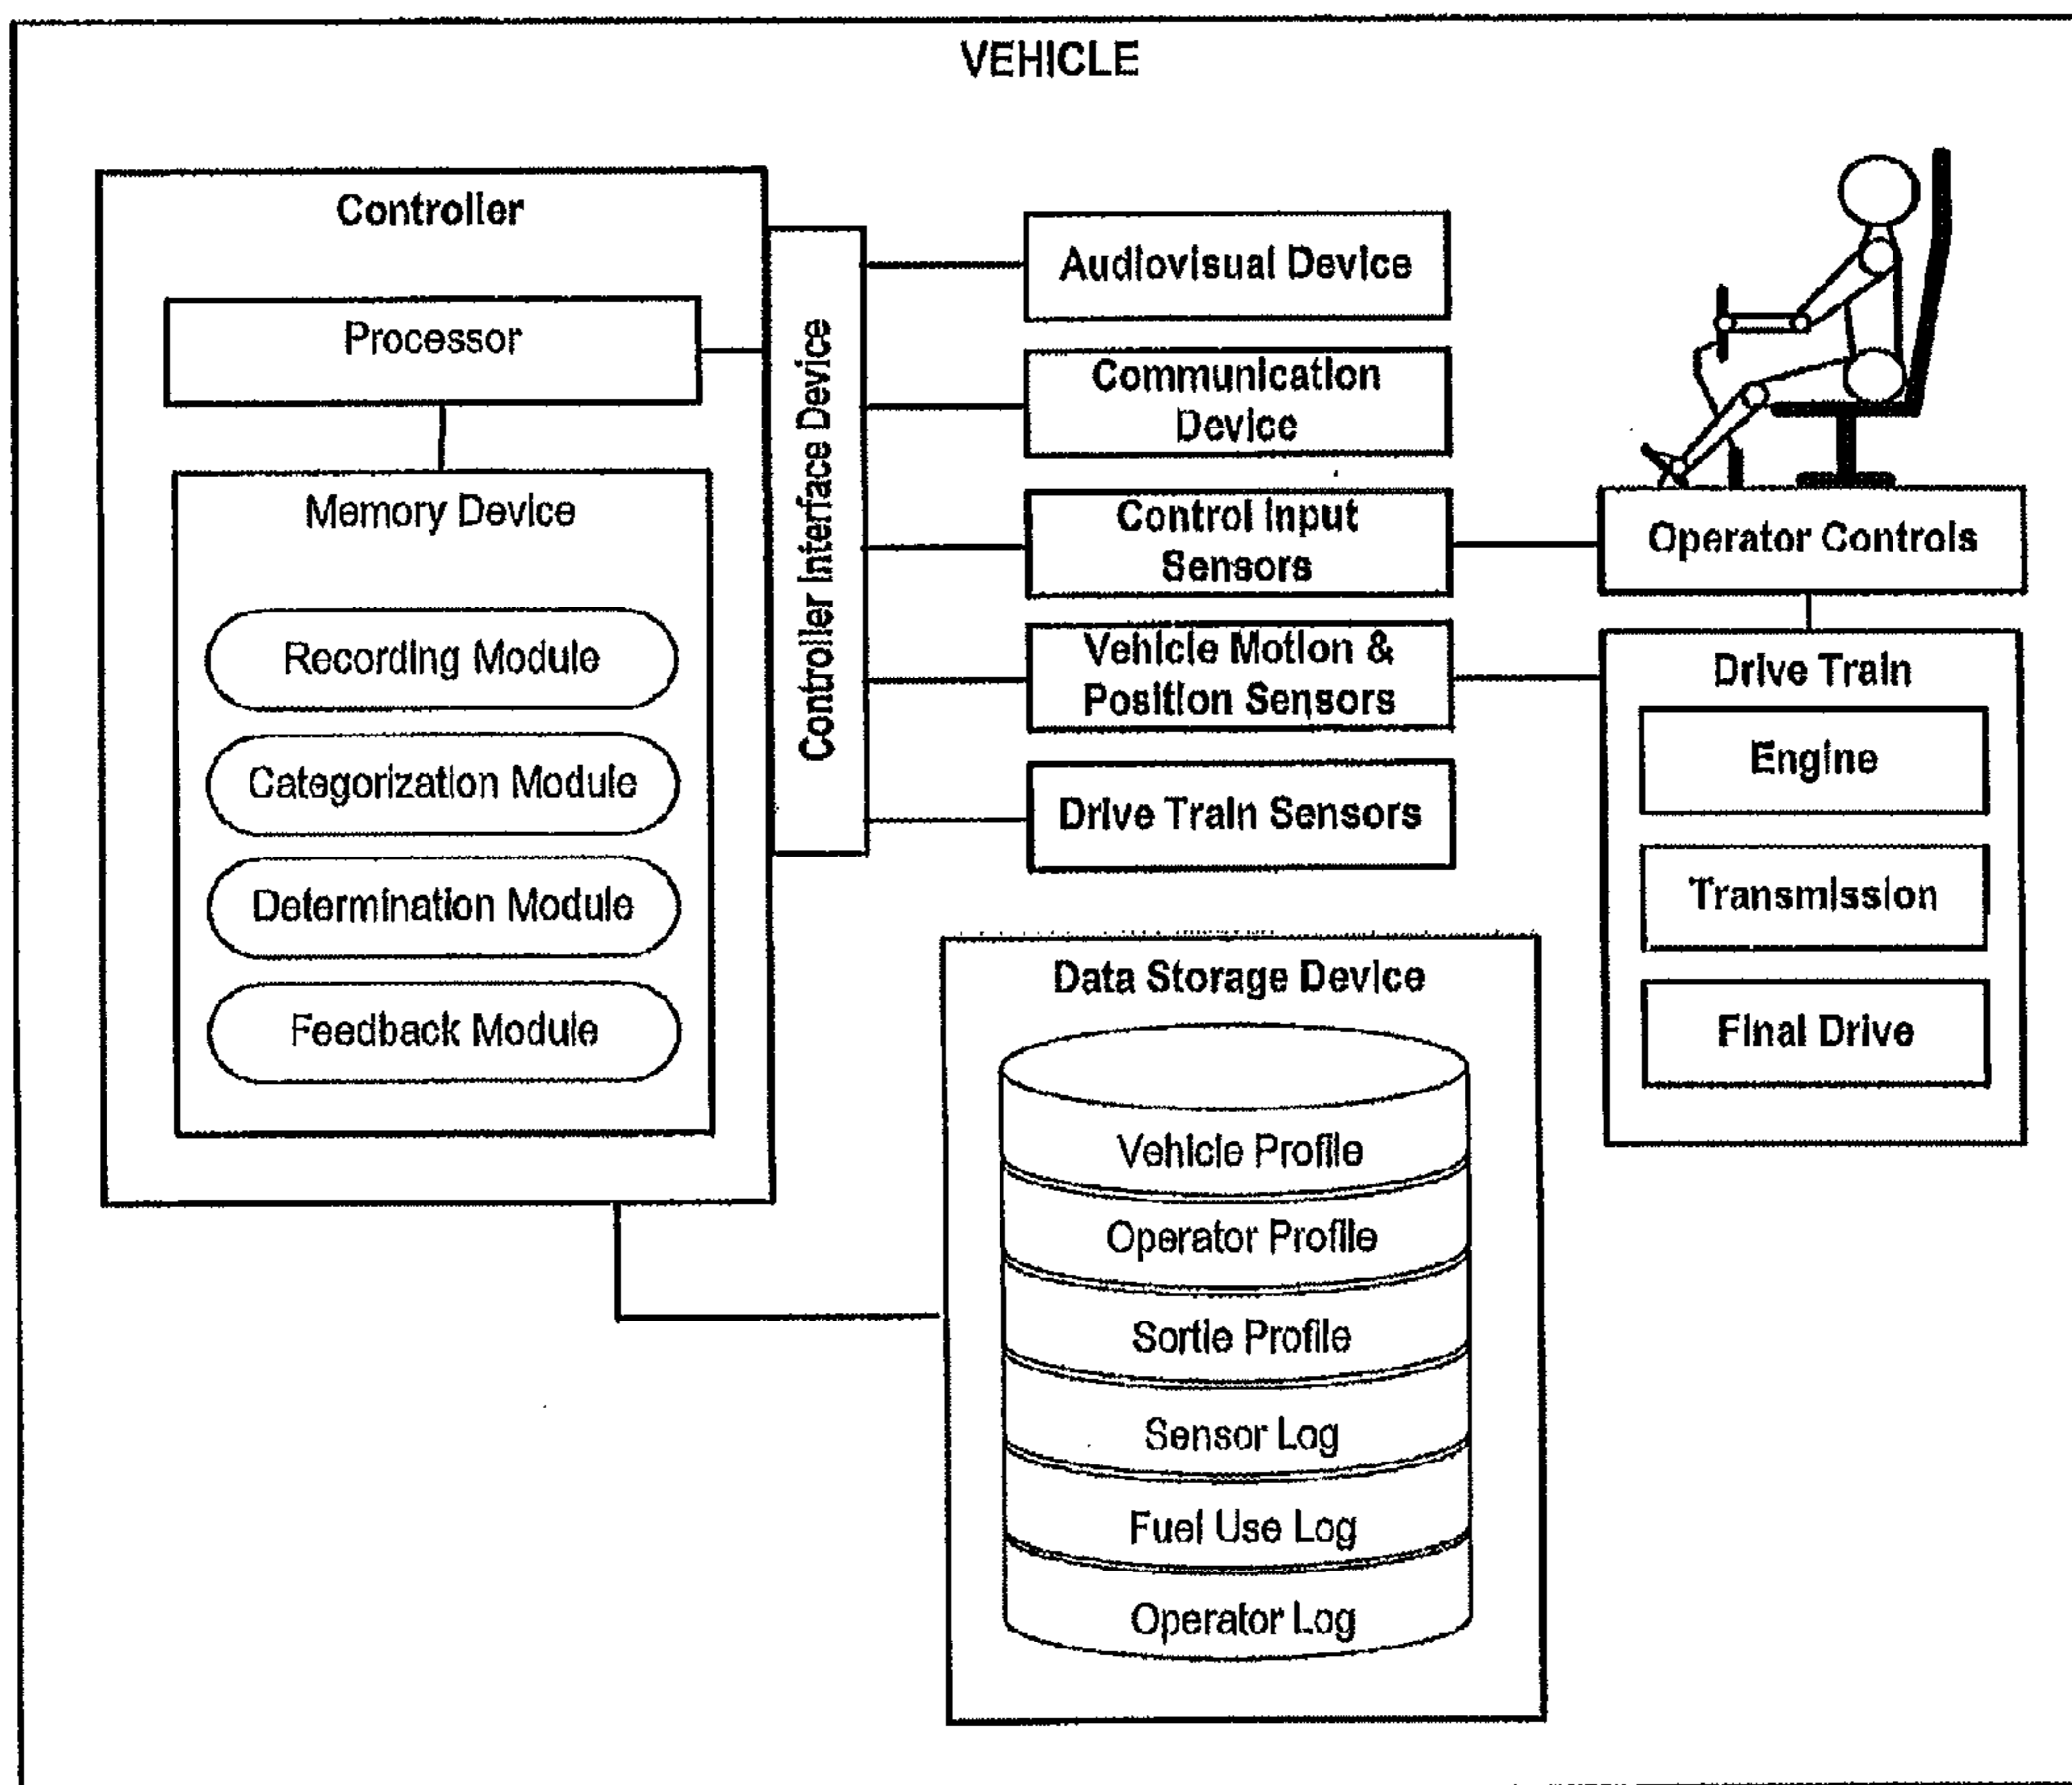 VEHICLE
Controller
Processor
Memory Device
Recording Module
Categorization Module
Determination Module
Feedback Module
Controller Interface Device
Audiovisual Device
Communication
Device
Control Input
Sensors
Vehicle Motion &
Position Sensors
Drive Train Sensors
Operator Controls
Drive Train
Engine
Transmission
Final Drive
Data Storage Device
Vehicle Profile
Operator Profile
Sortie Profile
Sensor Log
Fuel Use Log
Operator Log